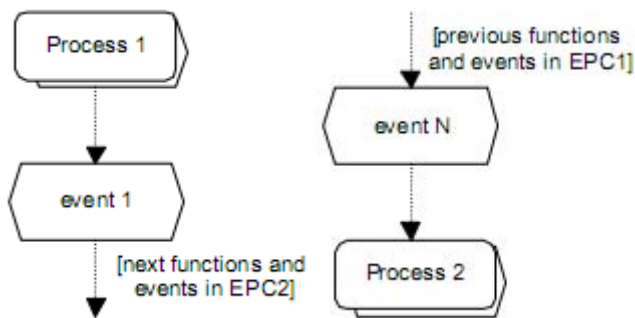 Process 1
event 1
[next functions and
events in EPC2]
[previous functions
and events in EPC1]
event N
Process 2